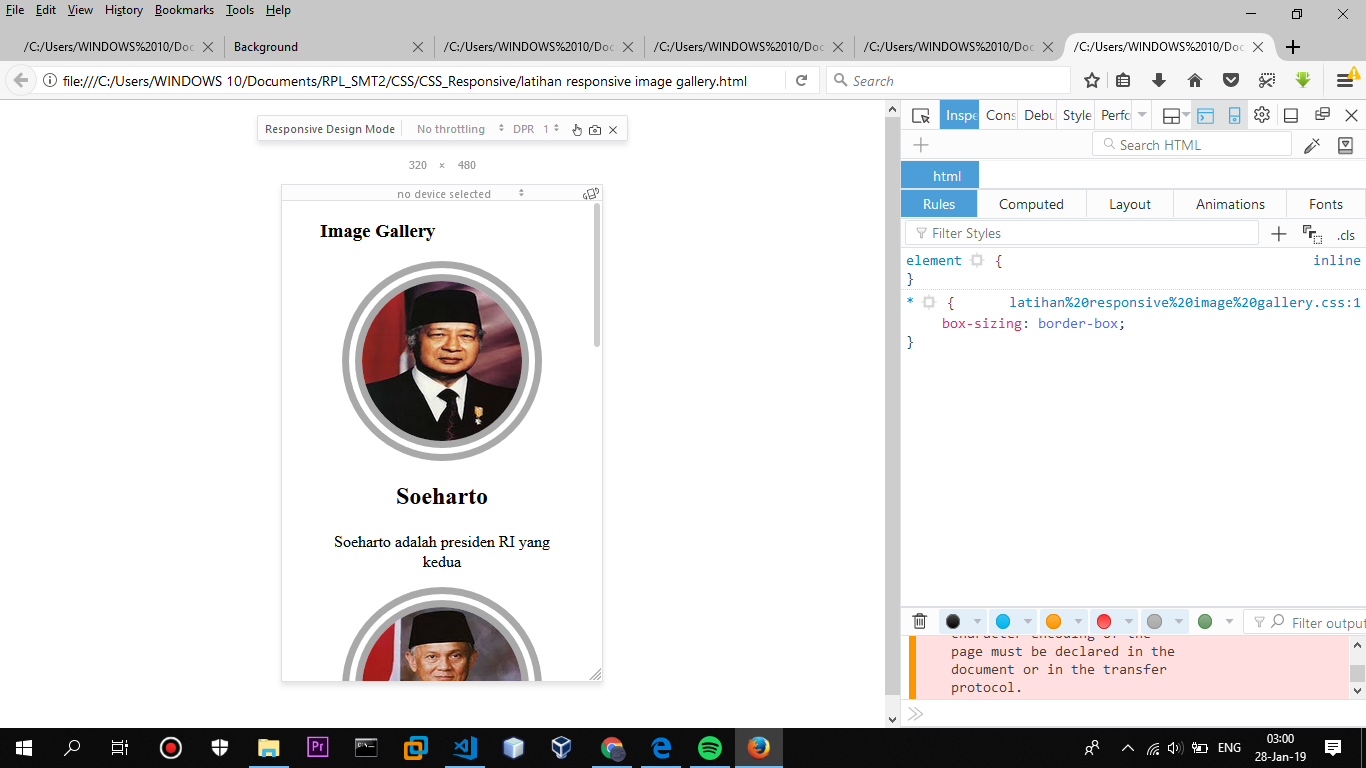 File Edit View History Bookmarks Tools Help
/C:/Users/WINDOWS%2010/Doc
Background
/C:/Users/WINDOWS%2010/Doc
/C:/Users/WINDOWS%2010/Doc
/C:/Users/WINDOWS%2010/Doc
/C:/Users/WINDOWS%2010/Doc
file:///C:/Users/WINDOWS 10/Documents/RPL_SMT2/CSS/CSS_Responsive/latihan responsive image gallery.html
Search
Responsive Design Mode No throttling DPR 1
320 × 480
no device selected
Image Gallery
Soeharto
Soeharto adalah presiden RI yang
kedua
Inspe Cons Debu Style Perfo
Search HTML
html
Rules Computed Layout Animations Fonts
Filter Styles
.cls
element { inline
}
* { latihan%20responsive%20image%20gallery.css:1
box-sizing: border-box;
}
Filter output
character encoding of the
page must be declared in the
document or in the transfer
protocol.
Pr
ENG
03:00
28-Jan-19